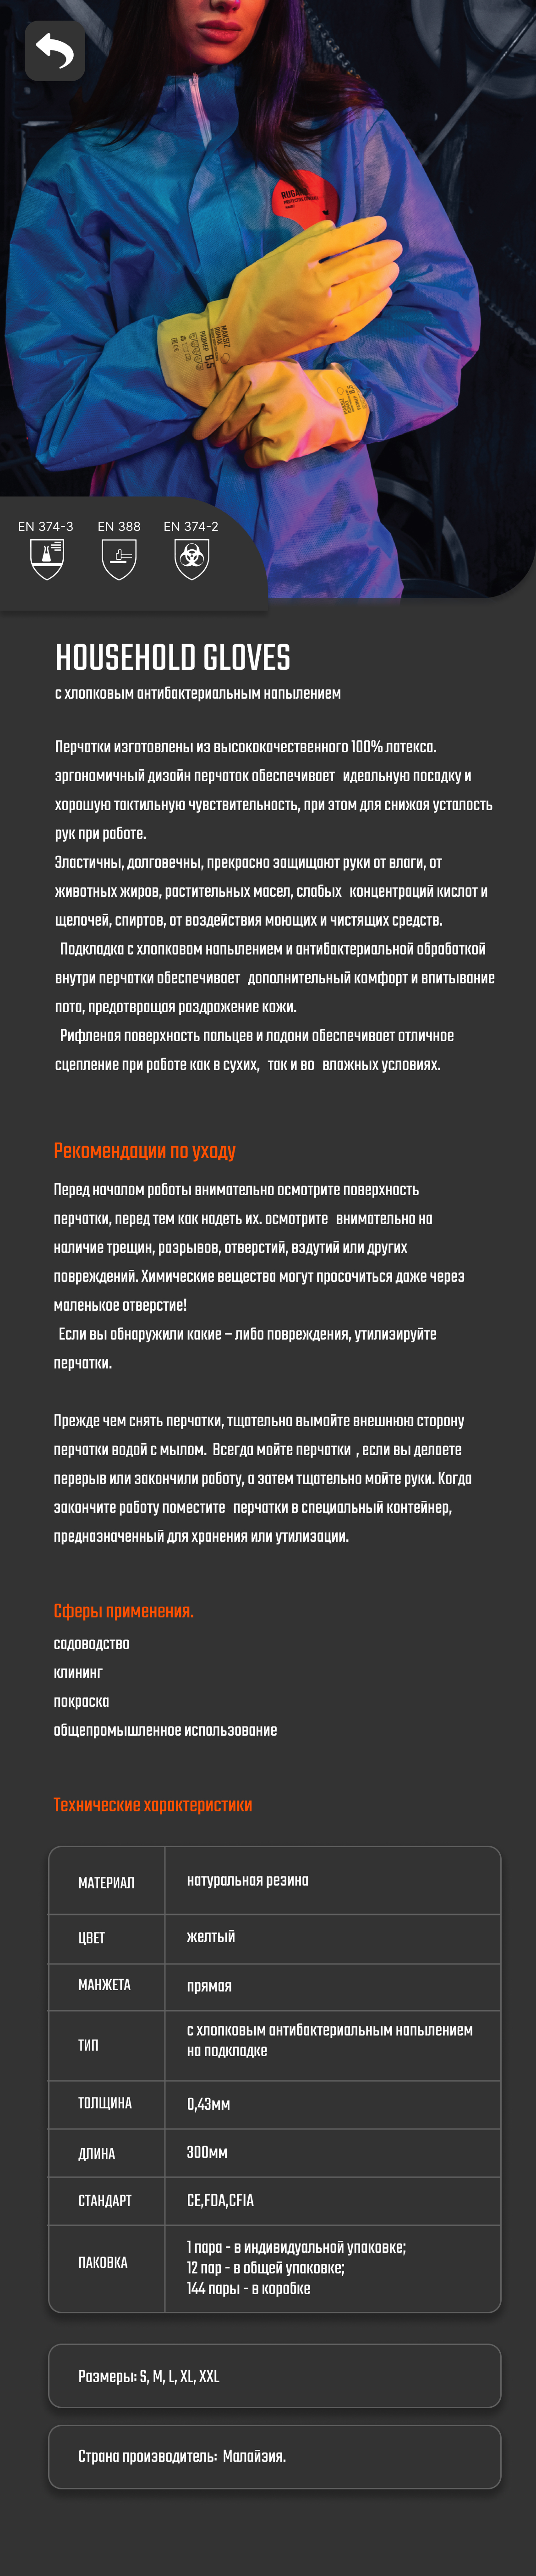 RUGA
EN 374-3 EN 388 EN 374-2
HOUSEHOLD GLOVES
с хлопковым антибактериальным напылением
Перчатки изготовлены из высококачественного 100% латекса.
эргономичный дизайн перчаток обеспечивает идеальную посадку и
хорошую тактильную чувствительность, при этом для снижая усталость
рук при работе.
Эластичны, долговечны, прекрасно защищают руки от влаги, от
животных жиров, растительных масел, слабых концентраций кислот и
щелочей, спиртов, от воздействия моющих и чистящих средств.
Подкладка с хлопковом напылением и антибактериальной обработкой
внутри перчатки обеспечивает дополнительный комфорт и впитывание
пота, предотвращая раздражение кожи.
Рифленая поверхность пальцев и ладони обеспечивает отличное
сцепление при работе как в сухих, так и во влажных условиях.
Рекомендации по уходу
Перед началом работы внимательно осмотрите поверхность
перчатки, перед тем как надеть их. осмотрите внимательно на
наличие трещин, разрывов, отверстий, вздутий или других
повреждений. Химические вещества могут просочиться даже через
маленькое отверстие!
Если вы обнаружили какие – либо повреждения, утилизируйте
перчатки.
Прежде чем снять перчатки, тщательно вымойте внешнюю сторону
перчатки водой с мылом. Всегда мойте перчатки , если вы делаете
перерыв или закончили работу, а затем тщательно мойте руки. Когда
закончите работу поместите перчатки в специальный контейнер,
предназначенный для хранения или утилизации.
Сферы применения.
садоводство
клининг
покраска
общепромышленное использование
Технические характеристики
МАТЕРИАЛ натуральная резина
ЦВЕТ желтый
МАНЖЕТА прямая
ТИП с хлопковым антибактериальным напылением
на подкладке
ТОЛЩИНА 0,43мм
ДЛИНА 300мм
СТАНДАРТ CE,FDA,CFIA
ПАКОВКА 1 пара - в индивидуальной упаковке;
12 пар - в общей упаковке;
144 пары - в коробке
Размеры: S, M, L, XL, XXL
Страна производитель: Малайзия.